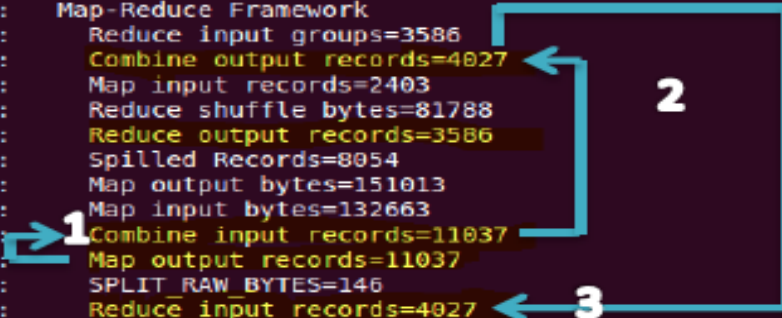 : Map-Reduce Framework
: Reduce input groups=3586
: Combine output records=4027
: Map input records=2403
2
: Reduce shuffle bytes=81788
: Reduce output records=3586
: Spilled Records=8054
: Map output bytes=151013
: Map input bytes=132663
1
: Combine input records=11037
: Map output records=11037
: SPLIT_RAW_BYTES=146
: Reduce input records=4027
3